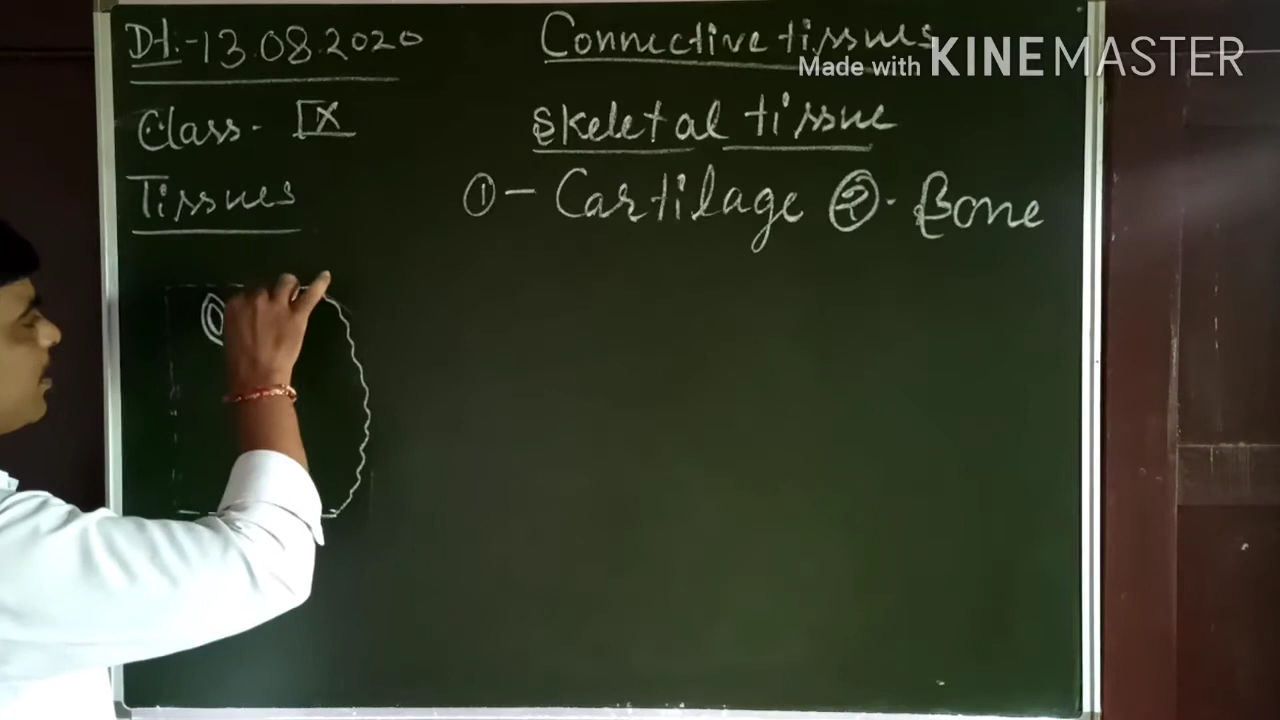 Dt.-13.08.2020
Class- IX
Tissues
Connective tissues
Skeletal tissue
① - Cartilage ②. Bone
Made with KINEMASTER